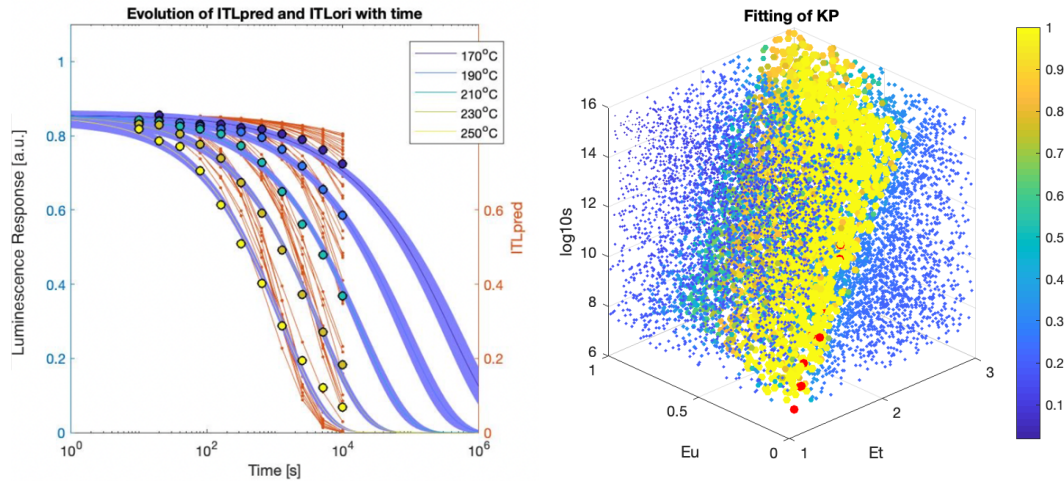 Evolution of ITLpred and ITLori with time
Luminescence Response [a.u.]
1
0.8
0.6
0.4
0.2
0
170°C
190°C
210°C
230°C
250°C
0.6
0.4
0.2
0
ITLpred
10^0
10^2
10^4
10^6
Time [s]
Fitting of KP
log10s
16
14
12
10
8
6
1
0.5
0
Eu
1
2
3
Et
1
0.9
0.8
0.7
0.6
0.5
0.4
0.3
0.2
0.1